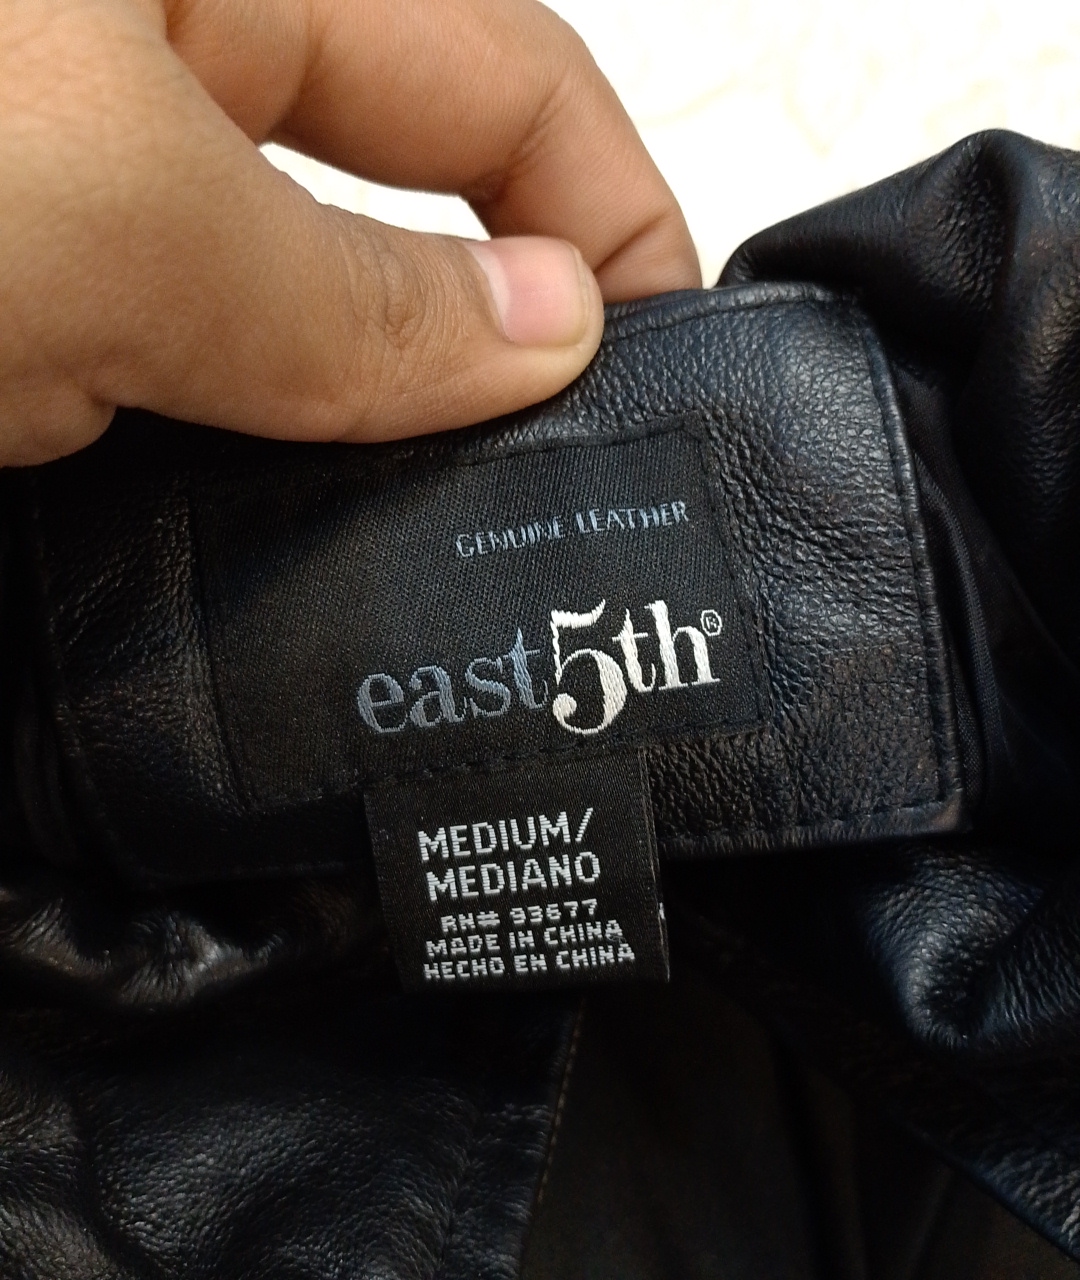 GENUINE LEATHER
east5th®
MEDIUM/
MEDIANO
RN# 93677
MADE IN CHINA
HECHO EN CHINA